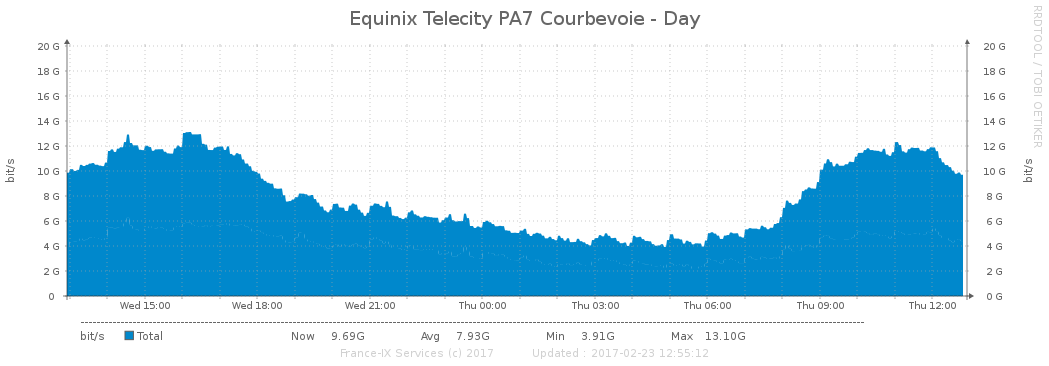 Equinix Telecity PA7 Courbevoie - Day
RRDTOOL / TOBI OETIKER
bit/s
20 G 20 G
18 G 18 G
16 G 16 G
14 G 14 G
12 G 12 G
10 G 10 G
8 G 8 G
6 G 6 G
4 G 4 G
2 G 2 G
0 0 G
bit/s
Wed 15:00 Wed 18:00 Wed 21:00 Thu 00:00 Thu 03:00 Thu 06:00 Thu 09:00 Thu 12:00
bit/s Total Now 9.69G Avg 7.93G Min 3.91G Max 13.10G
France-IX Services (c) 2017 Updated : 2017-02-23 12:55:12